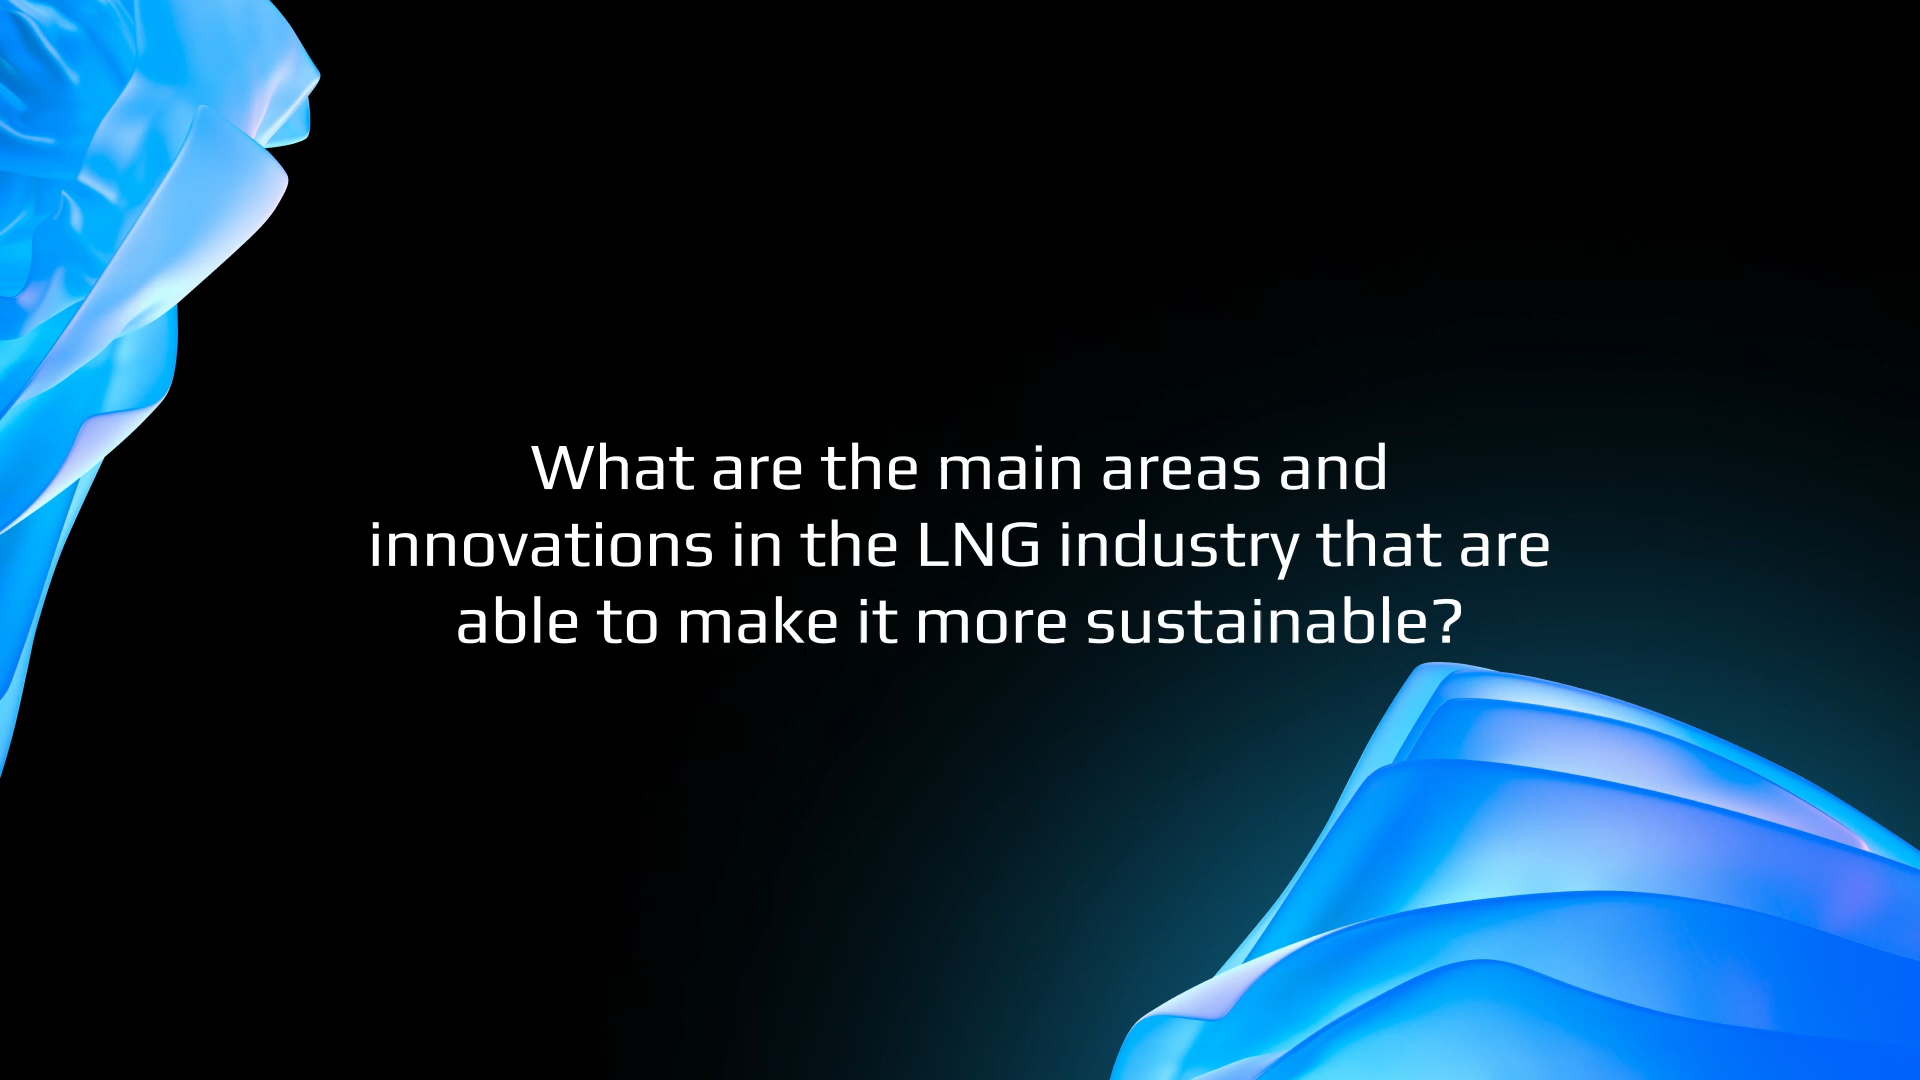 What are the main areas and
innovations in the LNG industry that are
able to make it more sustainable?